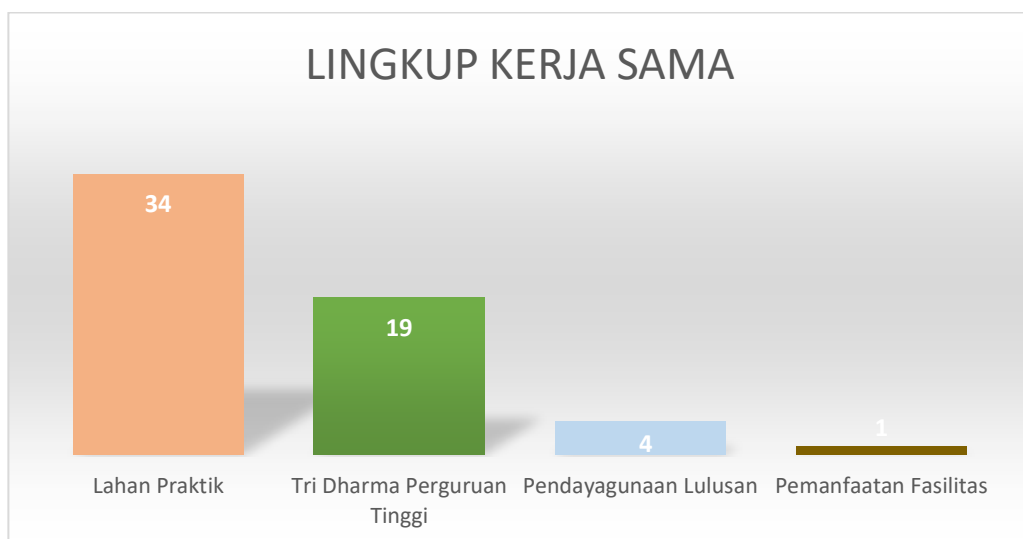 LINGKUP KERJA SAMA
34
19
4
1
Lahan Praktik
Tri Dharma Perguruan
Tinggi
Pendayagunaan Lulusan
Pemanfaatan Fasilitas